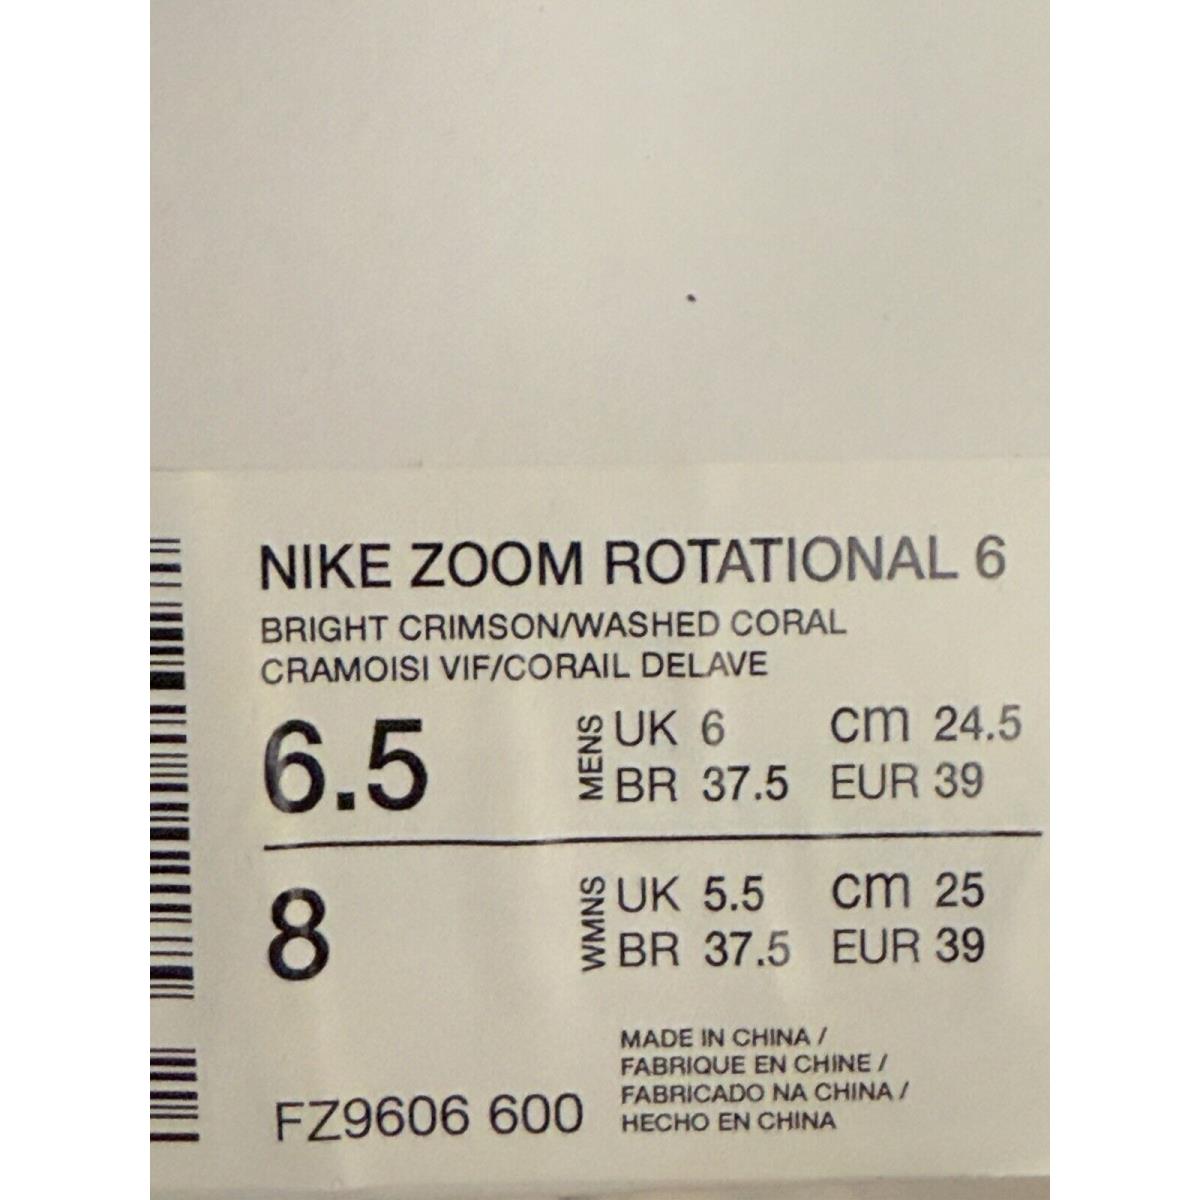 NIKE ZOOM ROTATIONAL 6
BRIGHT CRIMSON/WASHED CORAL
CRAMOISI VIF/CORAIL DELAVE
6.5 MENS UK 6 cm 24.5
BR 37.5 EUR 39
8 WMNS UK 5.5 cm 25
BR 37.5 EUR 39
MADE IN CHINA /
FABRIQUE EN CHINE /
FABRICADO NA CHINA /
HECHO EN CHINA
FZ9606 600